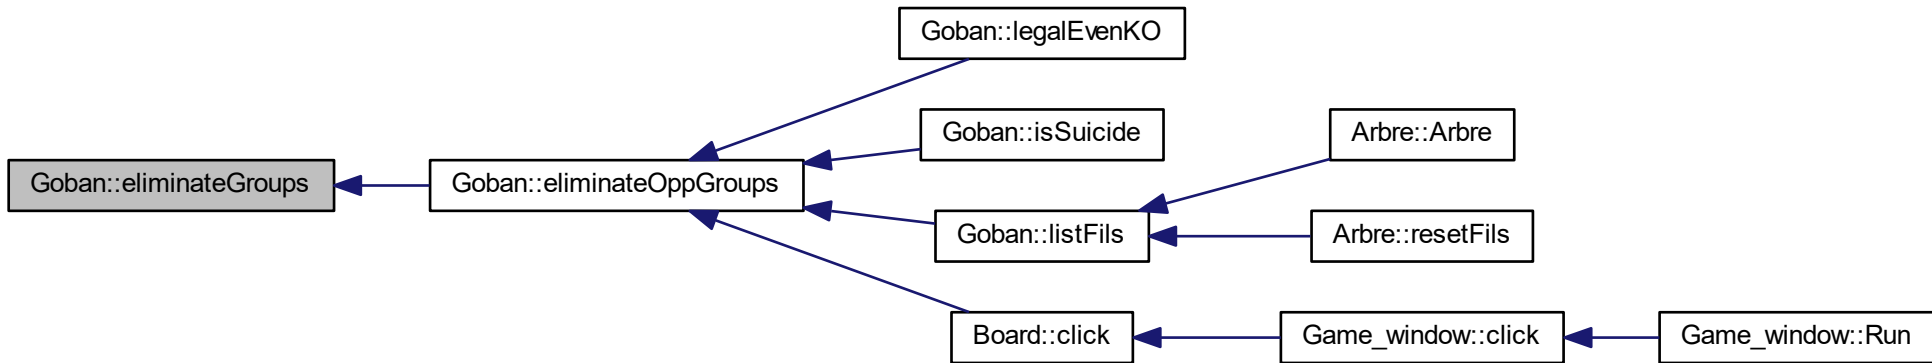 Goban::legalEvenKO
Goban::isSuicide
Arbre::Arbre
Goban::eliminateGroups
Goban::eliminateOppGroups
Goban::listFils
Arbre::resetFils
Board::click
Game_window::click
Game_window::Run